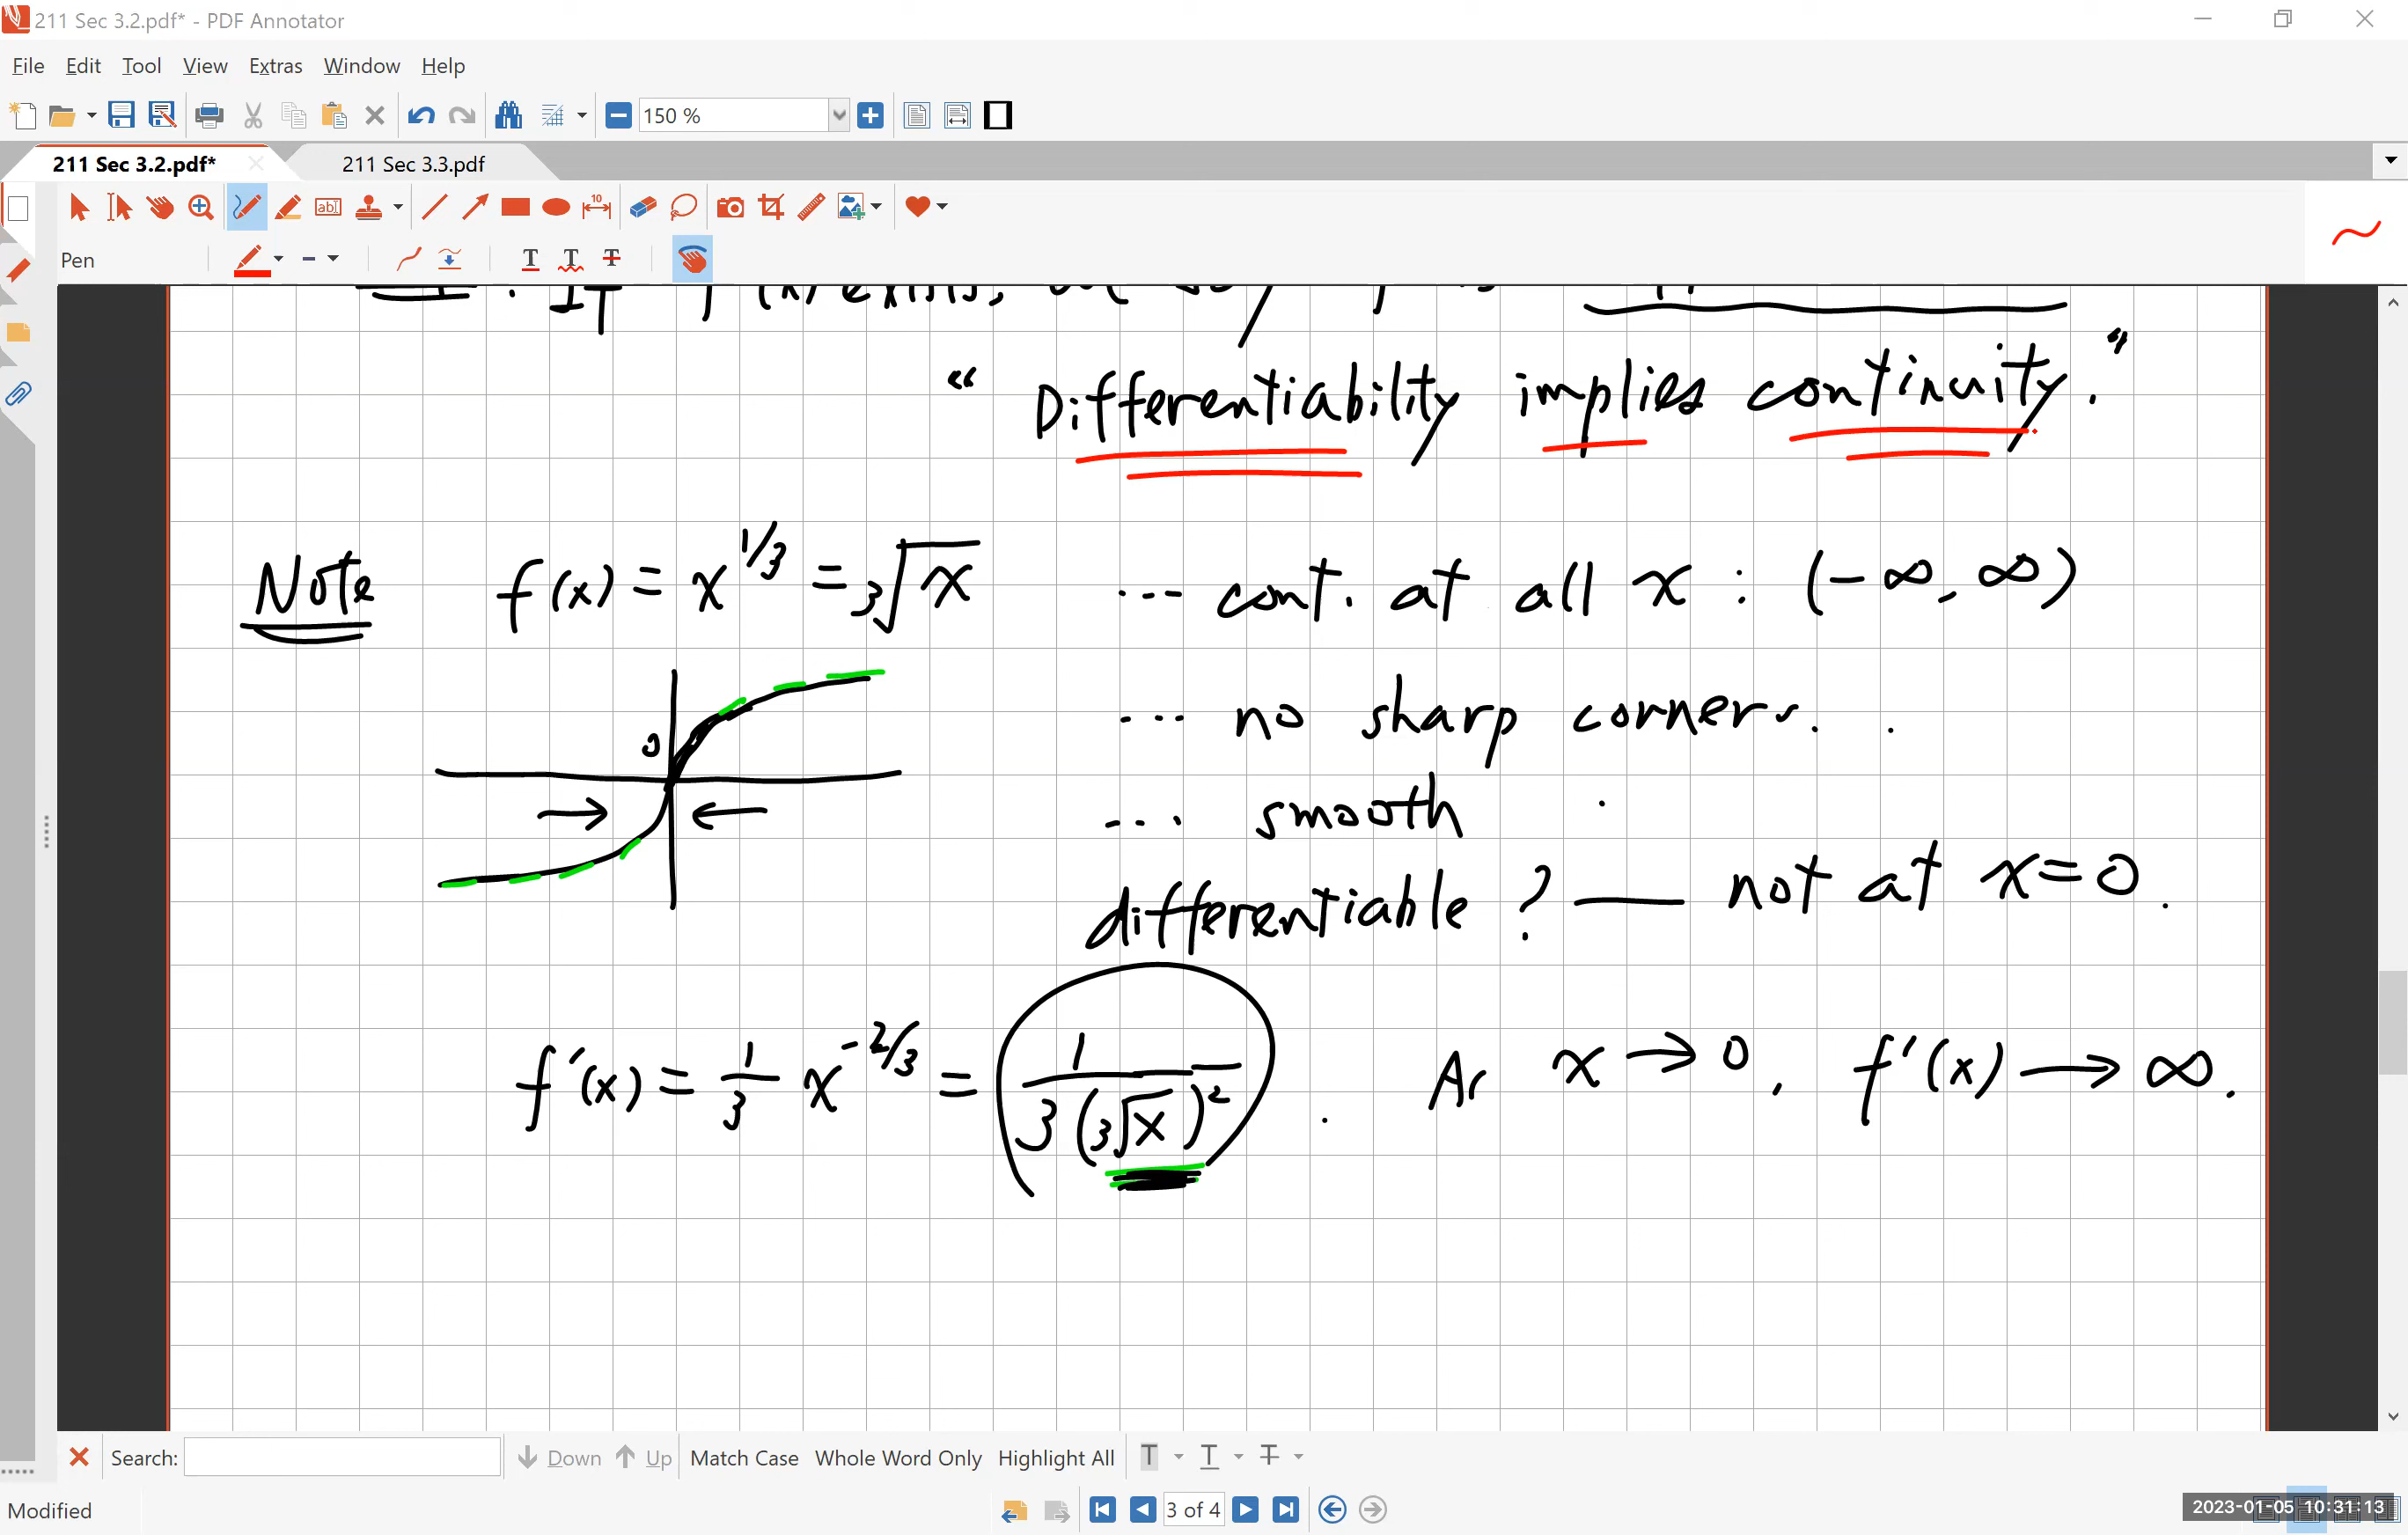 211 Sec 3.2.pdf* - PDF Annotator
File Edit Tool View Extras Window Help
150 %
211 Sec 3.2.pdf* 211 Sec 3.3.pdf
Pen
" Differentiability implies continuity. "
Note f(x) = x^{1/3} = ∛x ... cont. at all x : (-∞, ∞)
... no sharp corners.
0
... smooth
differentiable ? — not at x=0.
f'(x) = 1/3 x^{-2/3} = 1/(3(∛x)^2) . As x → 0, f'(x) → ∞.
Search: Down Up Match Case Whole Word Only Highlight All
Modified 3 of 4 2023-01-05 10:31:13